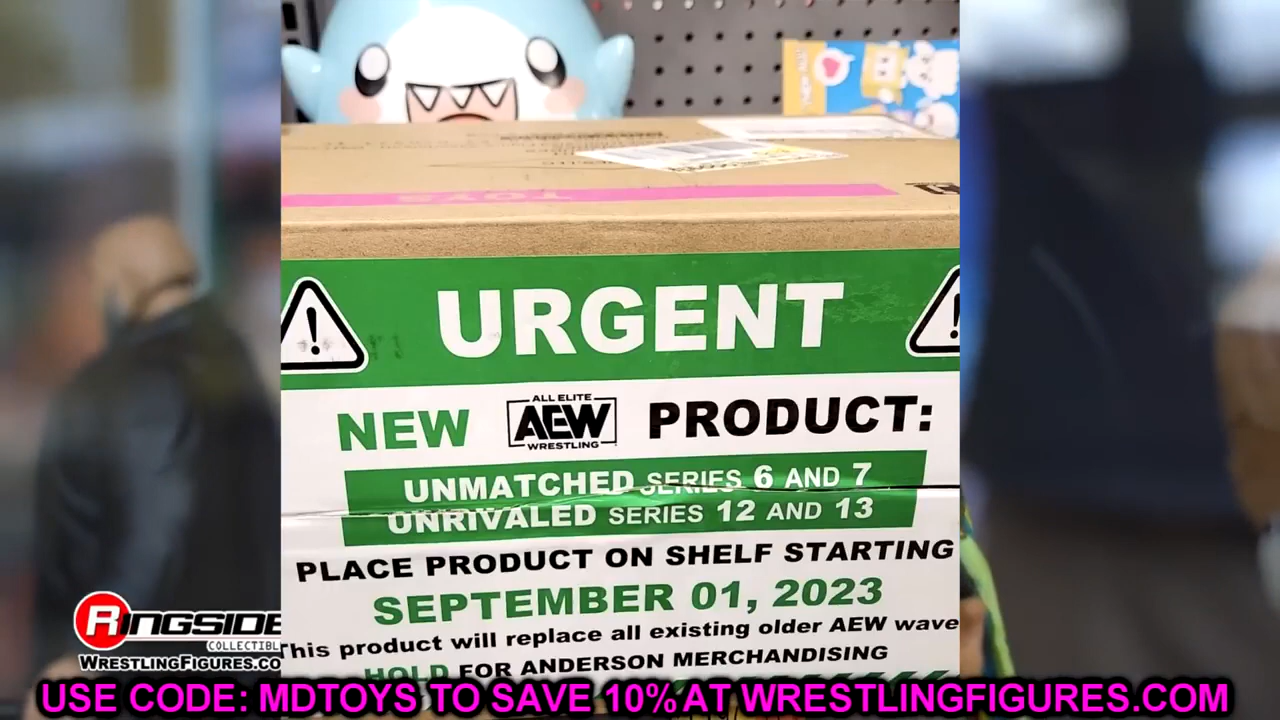 TOYS
URGENT
NEW ALL ELITE AEW WRESTLING PRODUCT:
UNMATCHED SERIES 6 AND 7
UNRIVALED SERIES 12 AND 13
PLACE PRODUCT ON SHELF STARTING
SEPTEMBER 01, 2023
This product will replace all existing older AEW wave
HOLD FOR ANDERSON MERCHANDISING
RINGSIDE
COLLECTIBL
WRESTLINGFIGURES.CO
USE CODE: MDTOYS TO SAVE 10% AT WRESTLINGFIGURES.COM